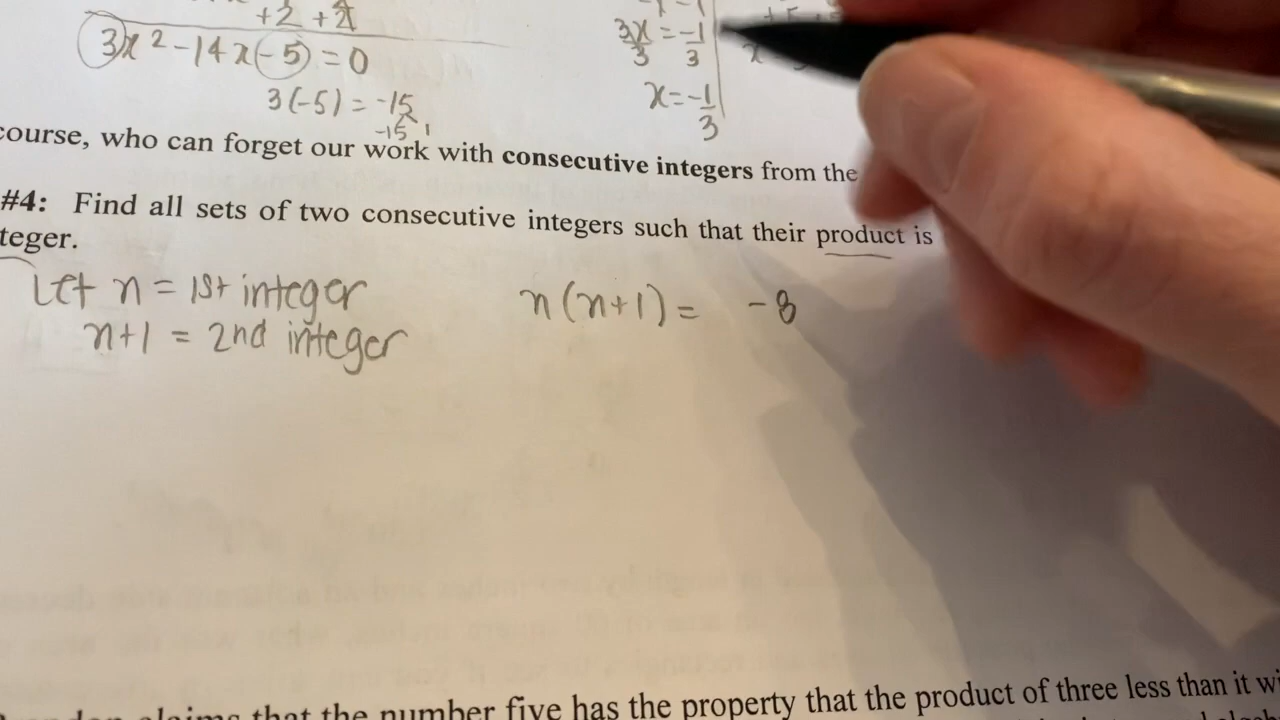 +2 +2
3x² -14x -5 = 0
3(-5) = -15
-15 1
3x = -1
3 3
x = -1
3
course, who can forget our work with consecutive integers from the
#4: Find all sets of two consecutive integers such that their product is
teger.
Let n = 1st integer
n+1 = 2nd integer
n(n+1) = -8
claims that the number five has the property that the product of three less than it wi